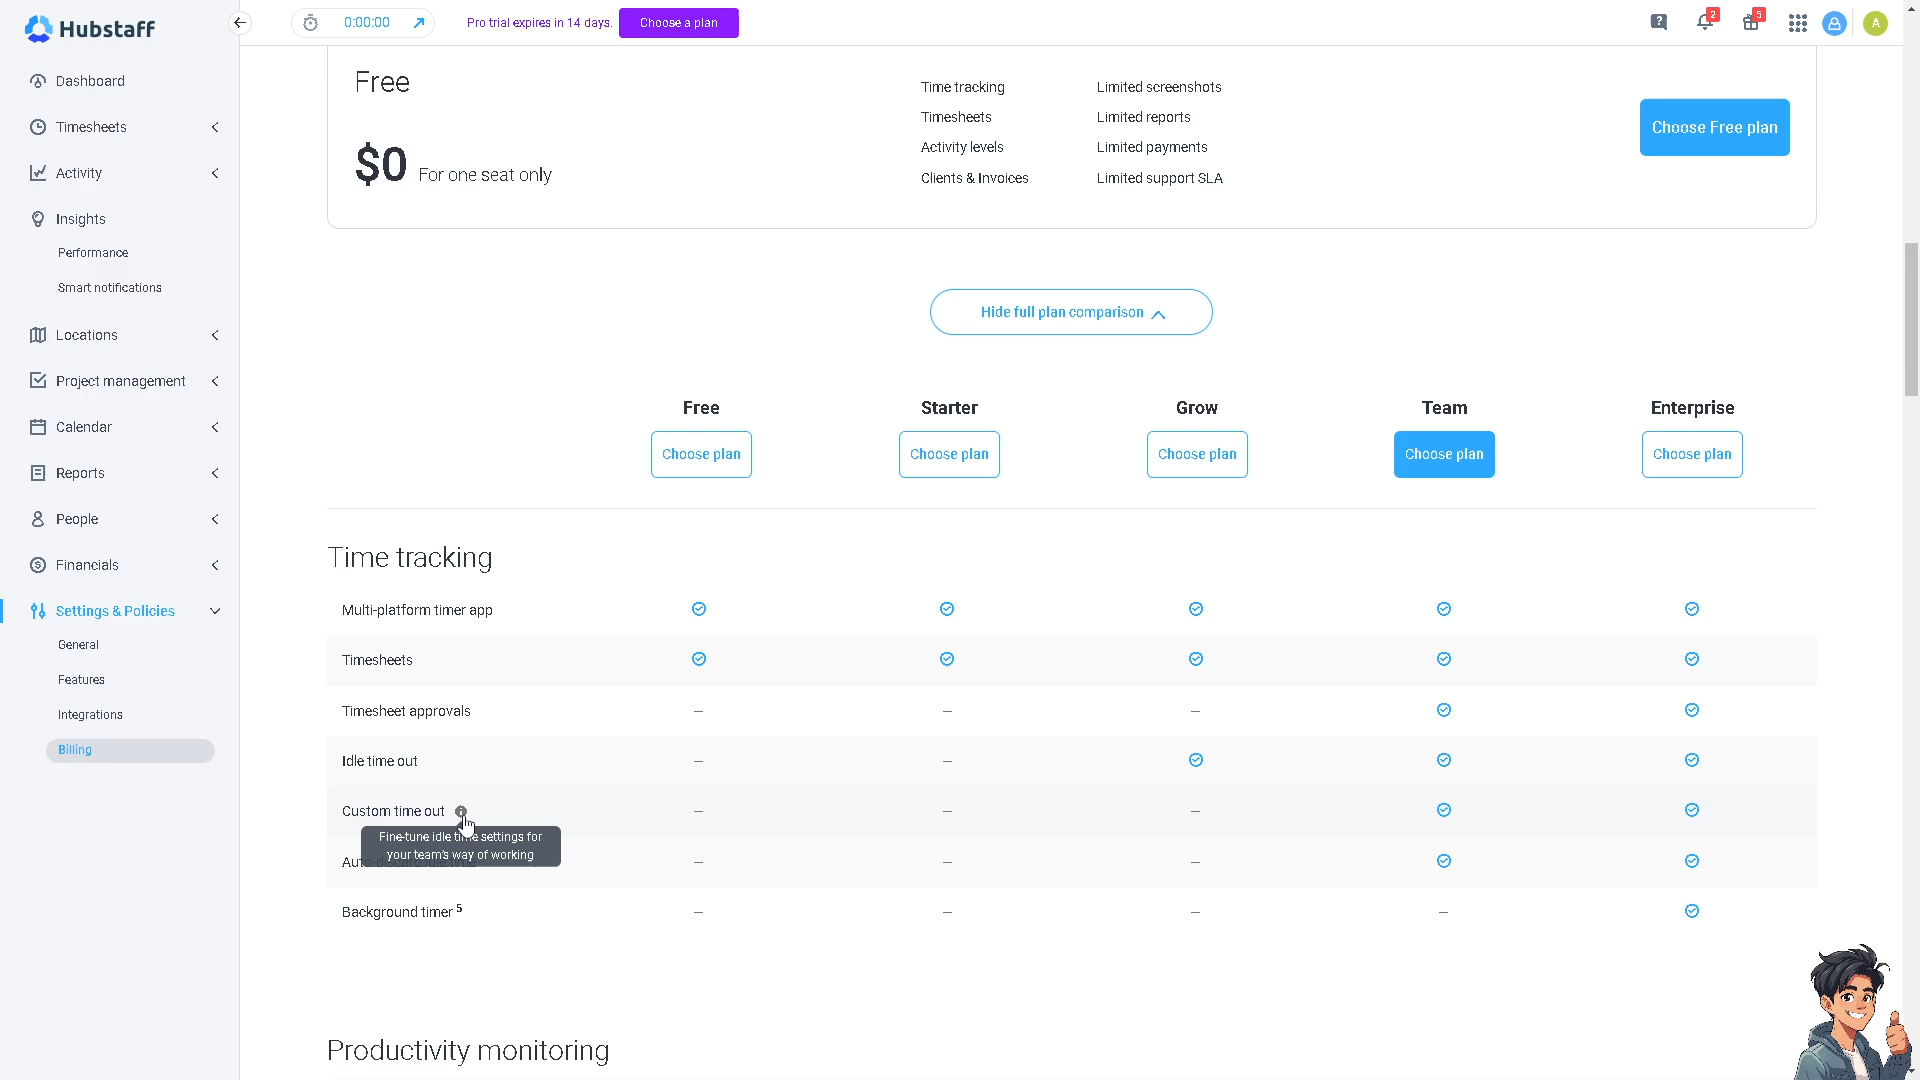 Hubstaff
0:00:00
Pro trial expires in 14 days.
Choose a plan
2
5
A
Dashboard
Timesheets
Activity
Insights
Performance
Smart notifications
Locations
Project management
Calendar
Reports
People
Financials
Settings & Policies
General
Features
Integrations
Billing
Free
$0 For one seat only
Time tracking
Timesheets
Activity levels
Clients & Invoices
Limited screenshots
Limited reports
Limited payments
Limited support SLA
Choose Free plan
Hide full plan comparison
Free Starter Grow Team Enterprise
Choose plan Choose plan Choose plan Choose plan Choose plan
Time tracking
Multi-platform timer app
Timesheets
Timesheet approvals — — —
Idle time out — —
Custom time out — — —
Fine-tune idle time settings for
your team's way of working
— — —
Background timer 5 — — — —
Productivity monitoring